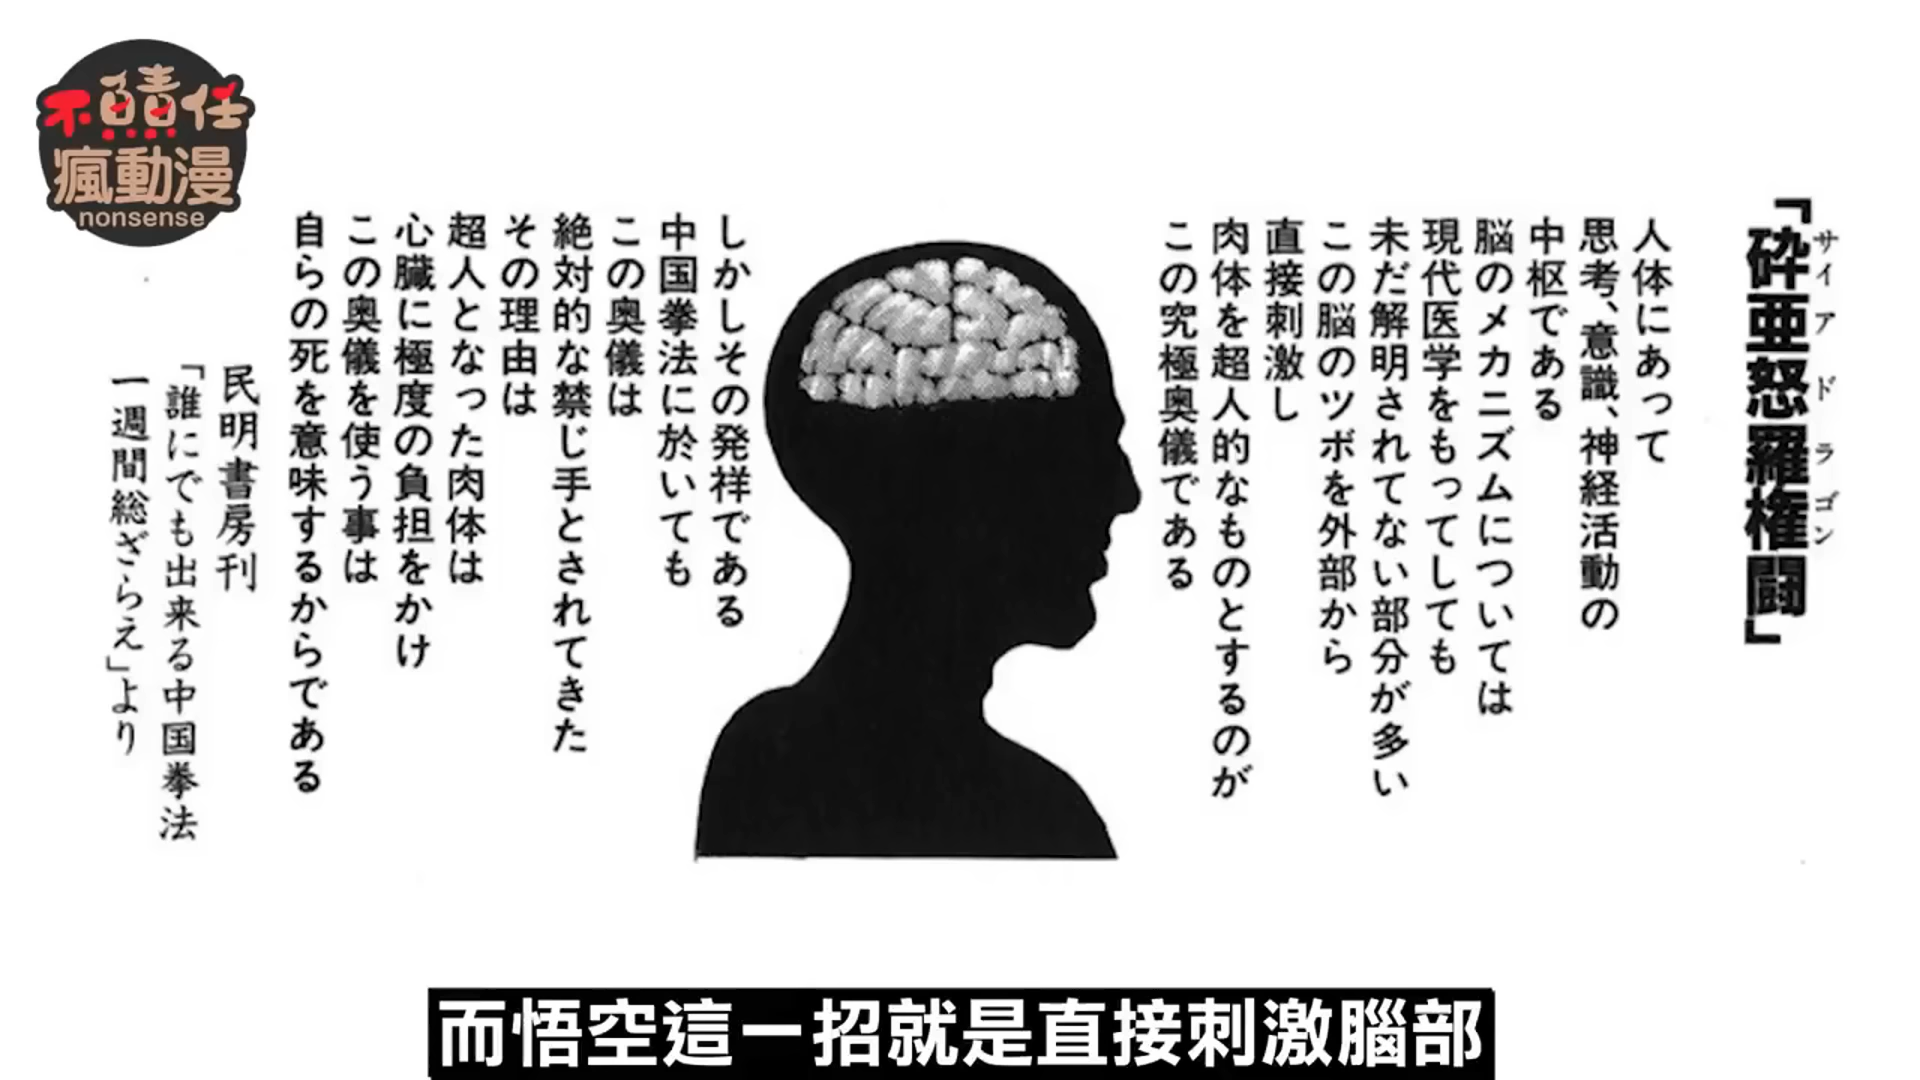 不負責任
瘋動漫
nonsense
「砕亜怒羅権闘」
サイアドラゴン
人体にあって
思考、意識、神経活動の
中枢である
脳のメカニズムについては
現代医学をもってしても
未だ解明されてない部分が多い
この脳のツボを外部から
直接刺激し
肉体を超人的なものとするのが
この究極奥儀である
しかしその発祥である
中国拳法に於いても
この奥儀は
絶対的な禁じ手とされてきた
その理由は
超人となった肉体は
心臓に極度の負担をかけ
この奥儀を使う事は
自らの死を意味するからである
民明書房刊
「誰にでも出来る中国拳法
一週間総ざらえ」より
而悟空這一招就是直接刺激腦部